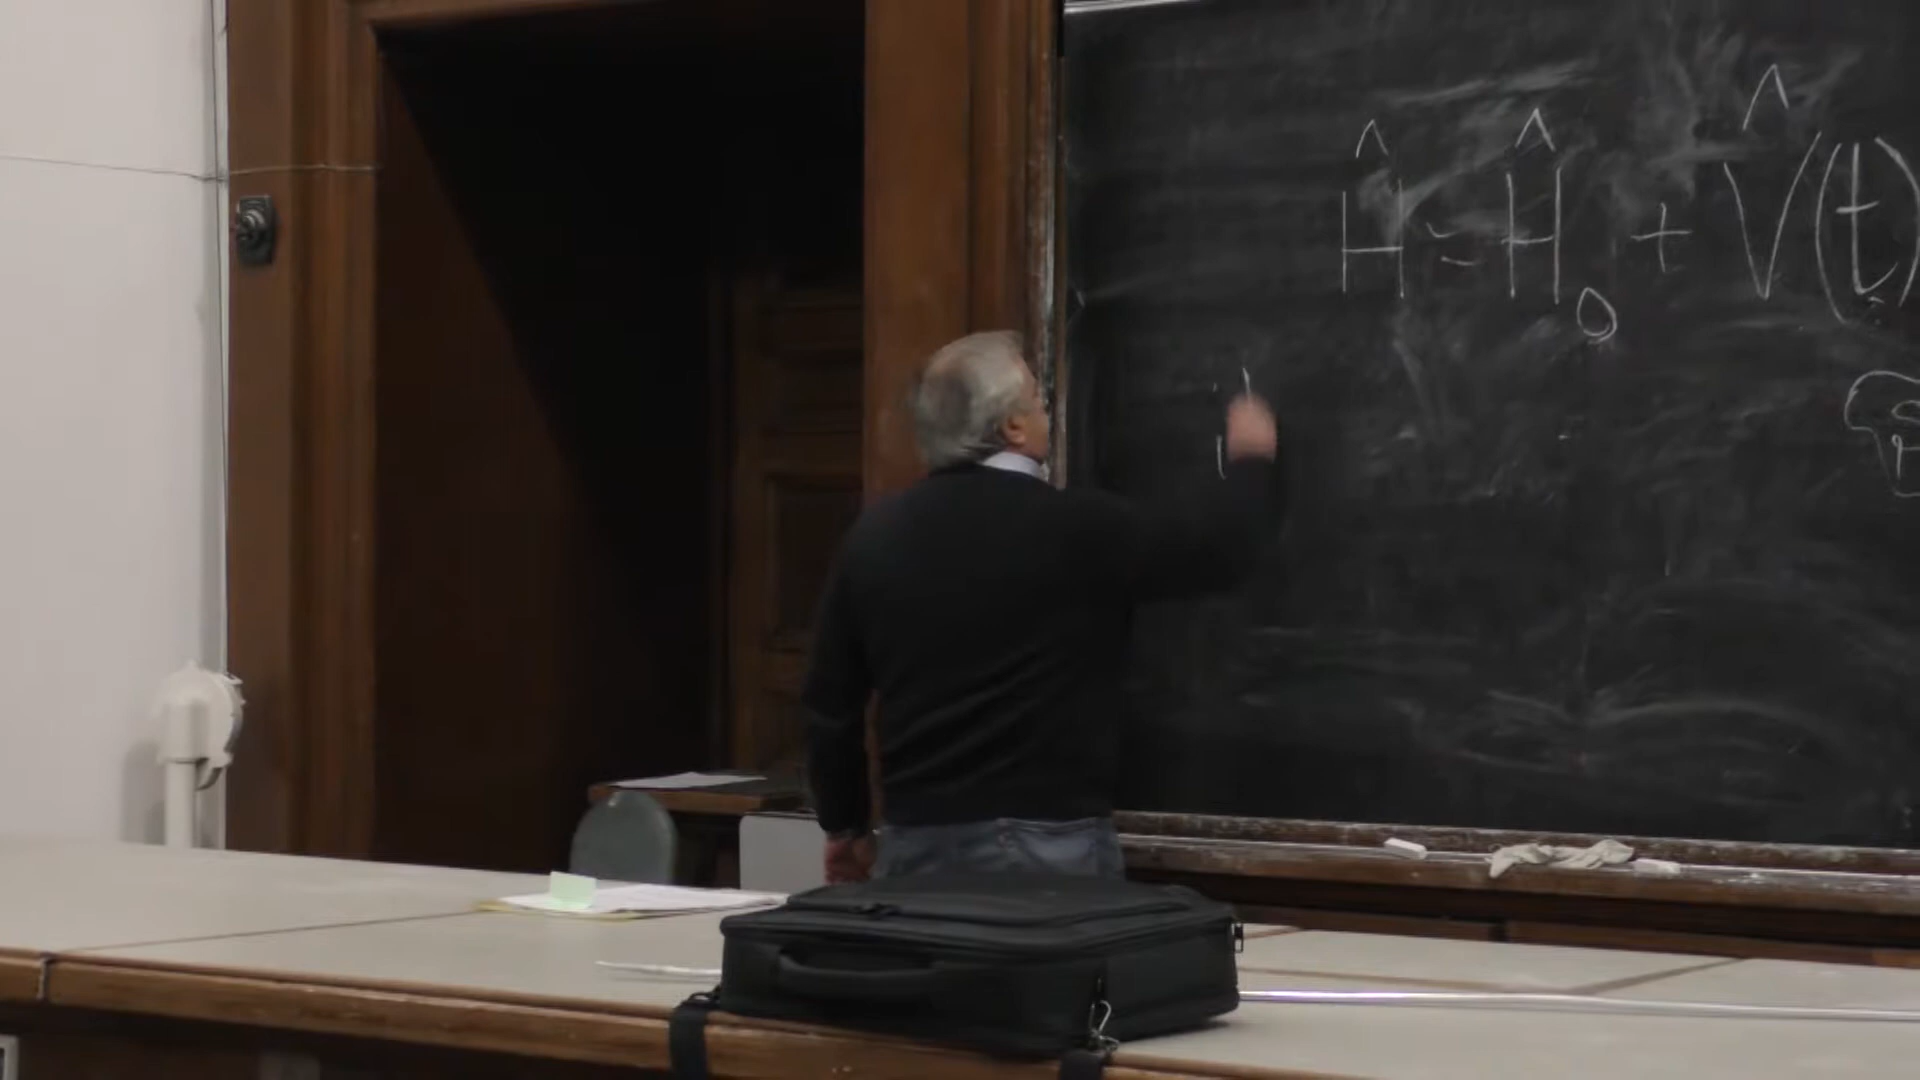 Ĥ = Ĥ₀ + V̂(t)